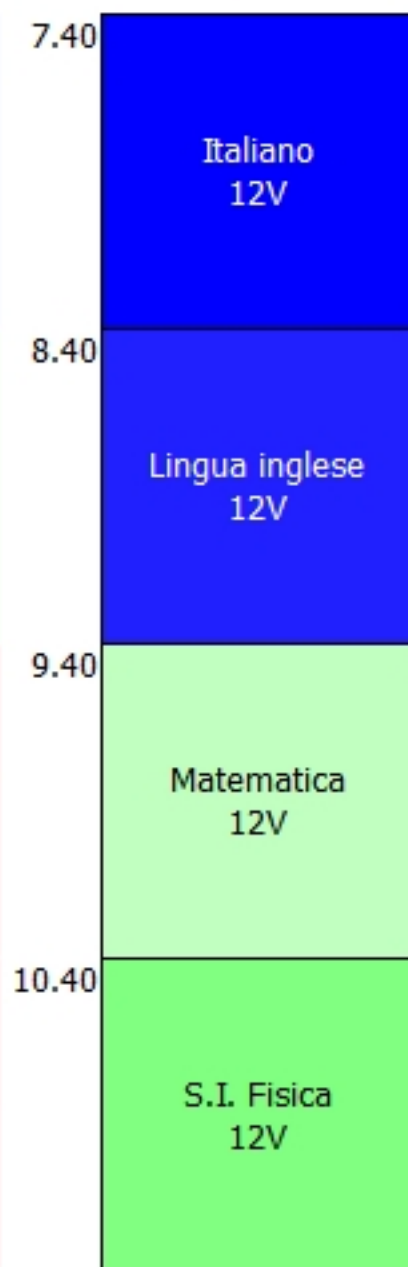 7.40
Italiano
12V
8.40
Lingua inglese
12V
9.40
Matematica
12V
10.40
S.I. Fisica
12V